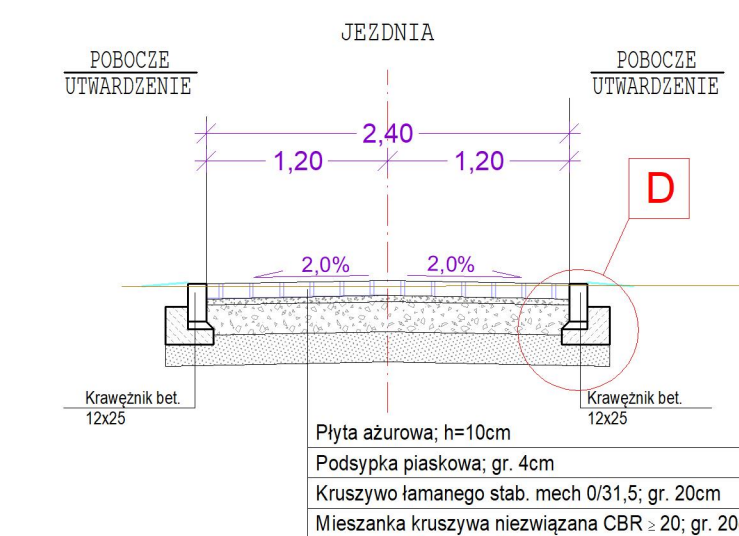 JEZDNIA
POBOCZE
UTWARDZENIE
POBOCZE
UTWARDZENIE
2,40
1,20
1,20
D
2,0%
2,0%
Krawężnik bet.
12x25
Krawężnik bet.
12x25
Płyta ażurowa; h=10cm
Podsypka piaskowa; gr. 4cm
Kruszywo łamanego stab. mech 0/31,5; gr. 20cm
Mieszanka kruszywa niezwiązana CBR ≥ 20; gr. 20